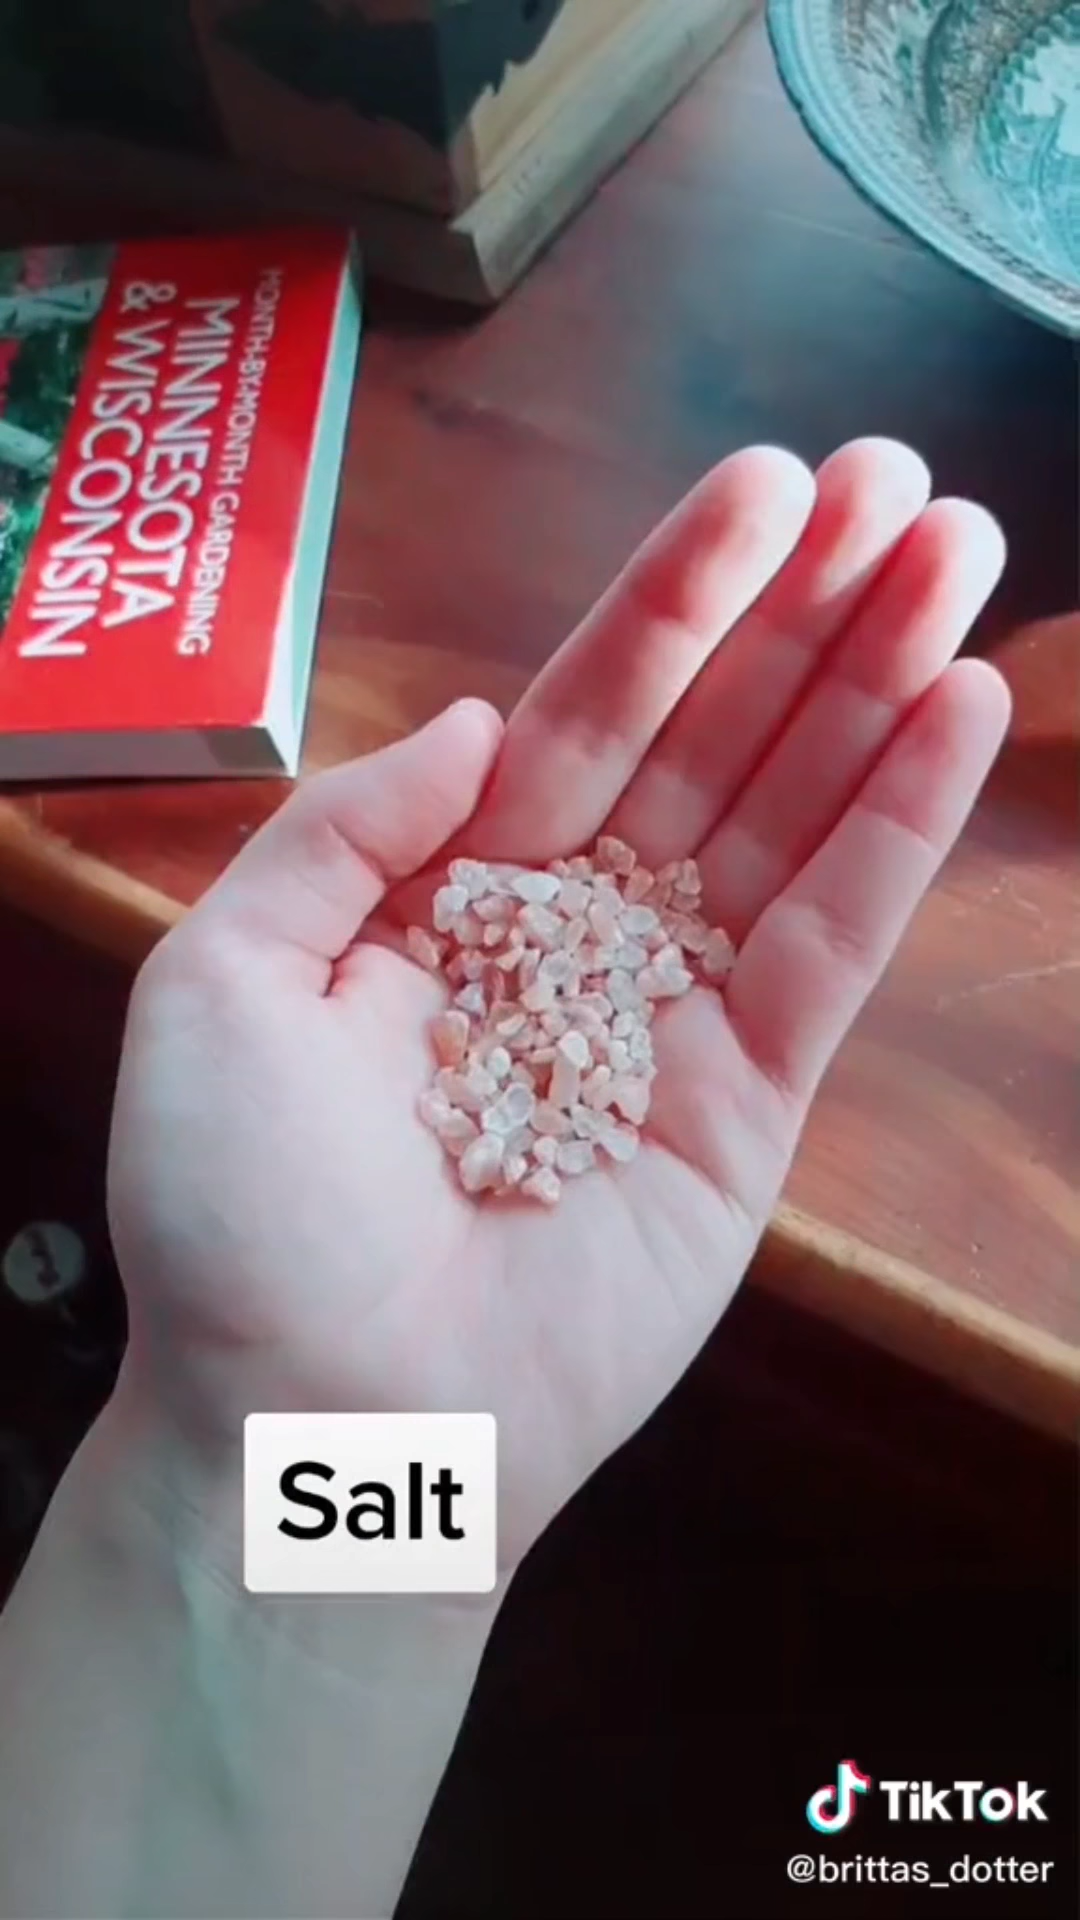 MONTH-BY-MONTH GARDENING
MINNESOTA
& WISCONSIN
Salt
TikTok
@brittas_dotter